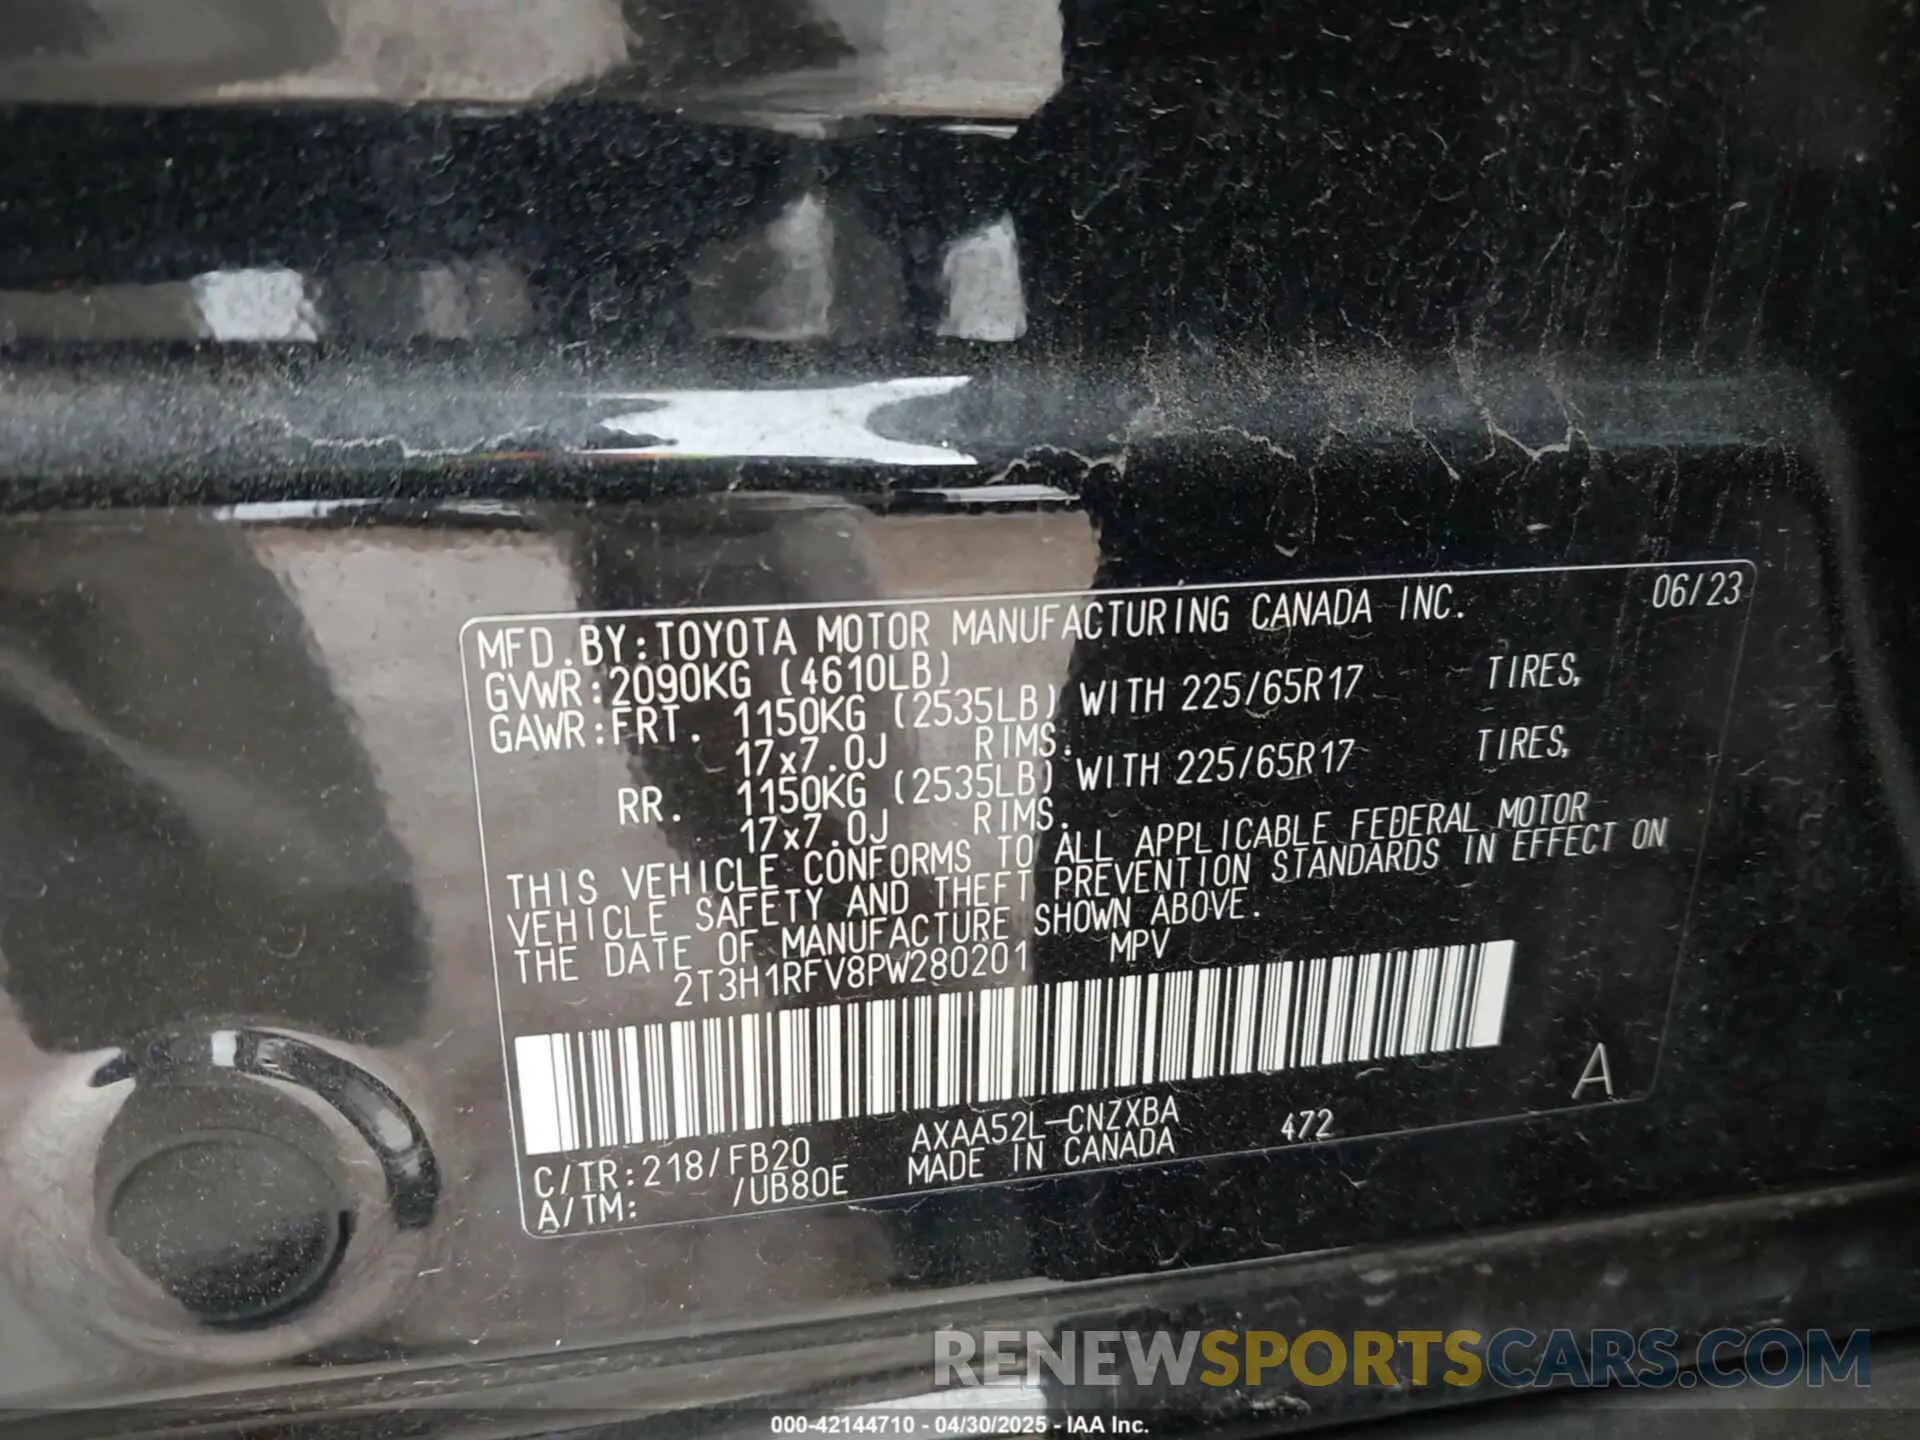 MFD.BY:TOYOTA MOTOR MANUFACTURING CANADA INC. 06/23
GVWR:2090KG (4610LB)
GAWR:FRT. 1150KG (2535LB) WITH 225/65R17 TIRES,
17x7.0J RIMS.
RR. 1150KG (2535LB) WITH 225/65R17 TIRES,
17x7.0J RIMS.
THIS VEHICLE CONFORMS TO ALL APPLICABLE FEDERAL MOTOR
VEHICLE SAFETY AND THEFT PREVENTION STANDARDS IN EFFECT ON
THE DATE OF MANUFACTURE SHOWN ABOVE.
2T3H1RFV8PW280201 MPV
A
C/TR:218/FB20 AXAA52L-CNZXBA 472
A/TM: /UB80E MADE IN CANADA
RENEWSPORTSCARS.COM
000-42144710 - 04/30/2025 - IAA Inc.